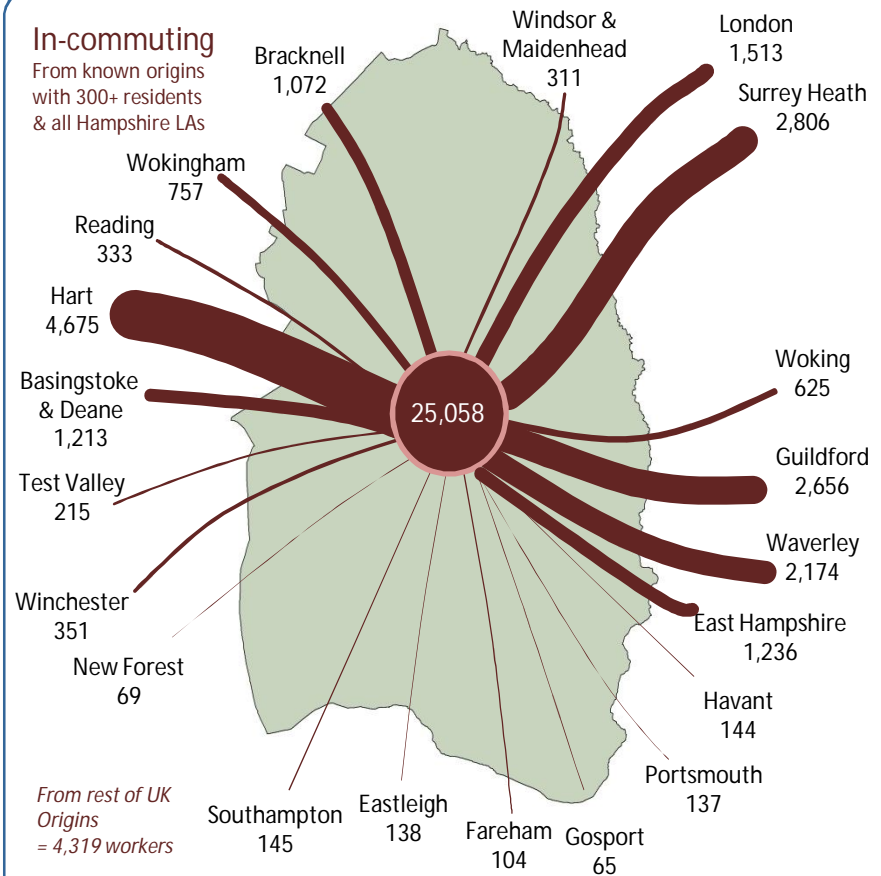 In-commuting
From known origins
with 300+ residents
& all Hampshire LAs
Bracknell
1,072
Windsor &
Maidenhead
311
London
1,513
Surrey Heath
2,806
Wokingham
757
Reading
333
Hart
4,675
Basingstoke
& Deane
1,213
Test Valley
215
Winchester
351
New Forest
69
25,058
Woking
625
Guildford
2,656
Waverley
2,174
East Hampshire
1,236
Havant
144
Portsmouth
137
Gosport
65
Fareham
104
Eastleigh
138
Southampton
145
From rest of UK
Origins
= 4,319 workers